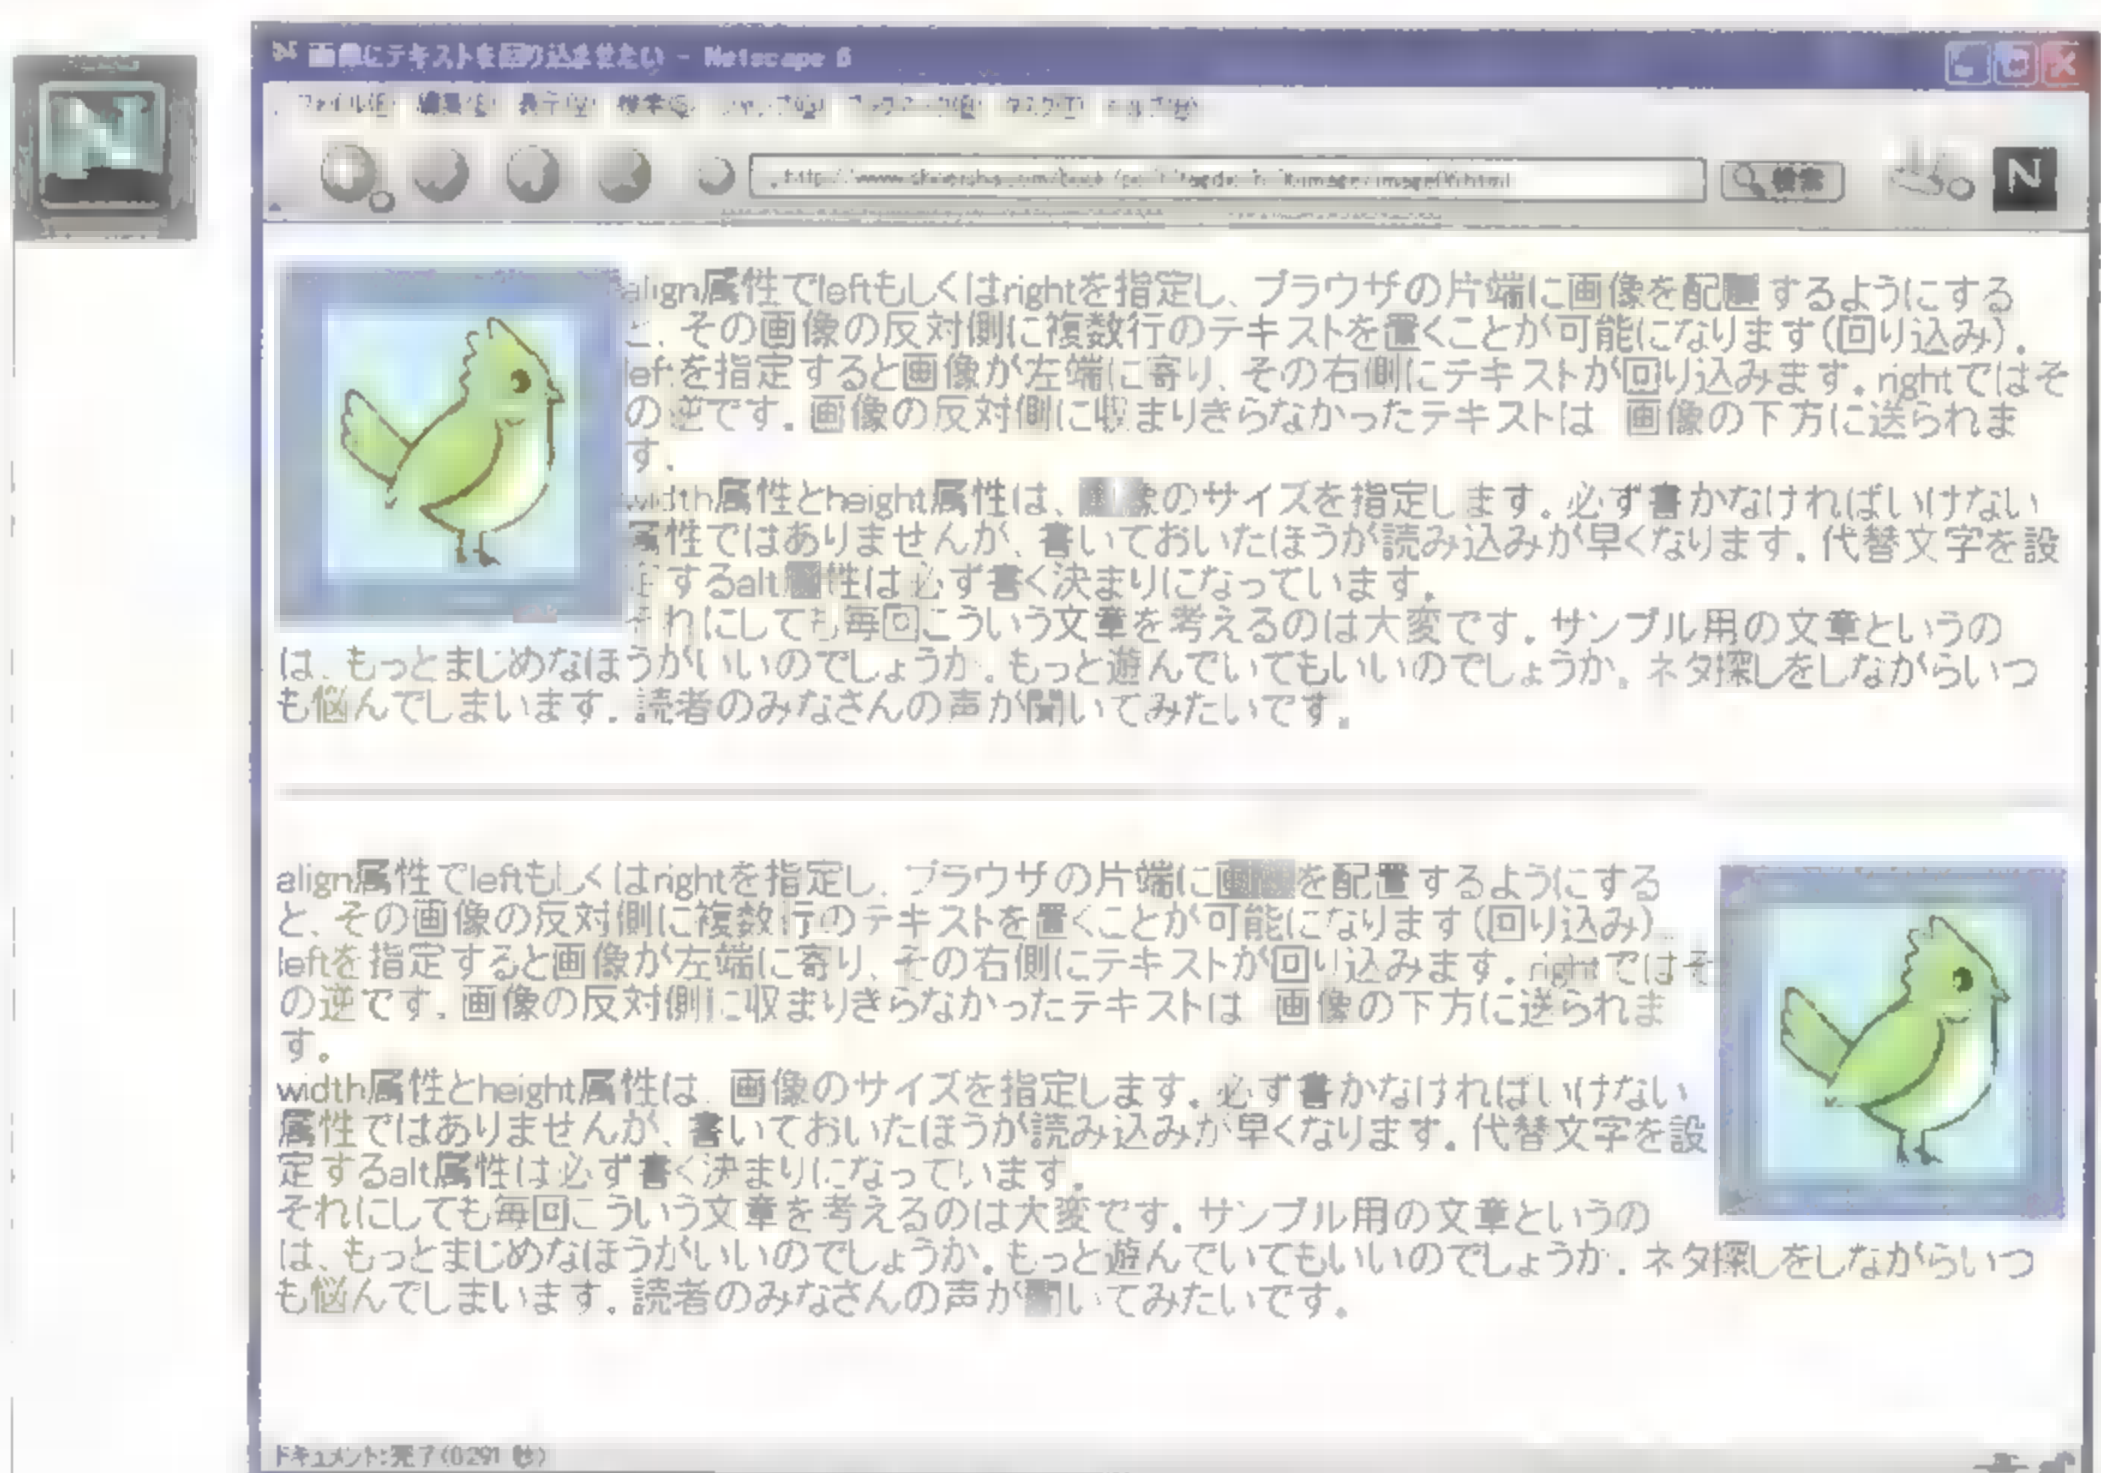 画像にテキストを回り込ませたい - Netscape 6
検索
align属性でleftもしくはrightを指定し、ブラウザの片端に画像を配置するようにする
と、その画像の反対側に複数行のテキストを置くことが可能になります(回り込み)。
leftを指定すると画像が左端に寄り、その右側にテキストが回り込みます。rightではそ
の逆です。画像の反対側に収まりきらなかったテキストは、画像の下方に送られま
す。
width属性とheight属性は、画像のサイズを指定します。必ず書かなければいけない
属性ではありませんが、書いておいたほうが読み込みが早くなります。代替文字を設
定するalt属性は必ず書く決まりになっています。
それにしても毎回こういう文章を考えるのは大変です。サンプル用の文章というの
は、もっとまじめなほうがいいのでしょうか。もっと遊んでいてもいいのでしょうか。ネタ探しをしながらいつ
も悩んでしまいます。読者のみなさんの声が聞いてみたいです。
align属性でleftもしくはrightを指定し、ブラウザの片端に画像を配置するようにする
と、その画像の反対側に複数行のテキストを置くことが可能になります(回り込み)。
leftを指定すると画像が左端に寄り、その右側にテキストが回り込みます。rightではそ
の逆です。画像の反対側に収まりきらなかったテキストは、画像の下方に送られま
す。
width属性とheight属性は、画像のサイズを指定します。必ず書かなければいけない
属性ではありませんが、書いておいたほうが読み込みが早くなります。代替文字を設
定するalt属性は必ず書く決まりになっています。
それにしても毎回こういう文章を考えるのは大変です。サンプル用の文章というの
は、もっとまじめなほうがいいのでしょうか。もっと遊んでいてもいいのでしょうか。ネタ探しをしながらいつ
も悩んでしまいます。読者のみなさんの声が聞いてみたいです。
ドキュメント:完了(0.291 秒)